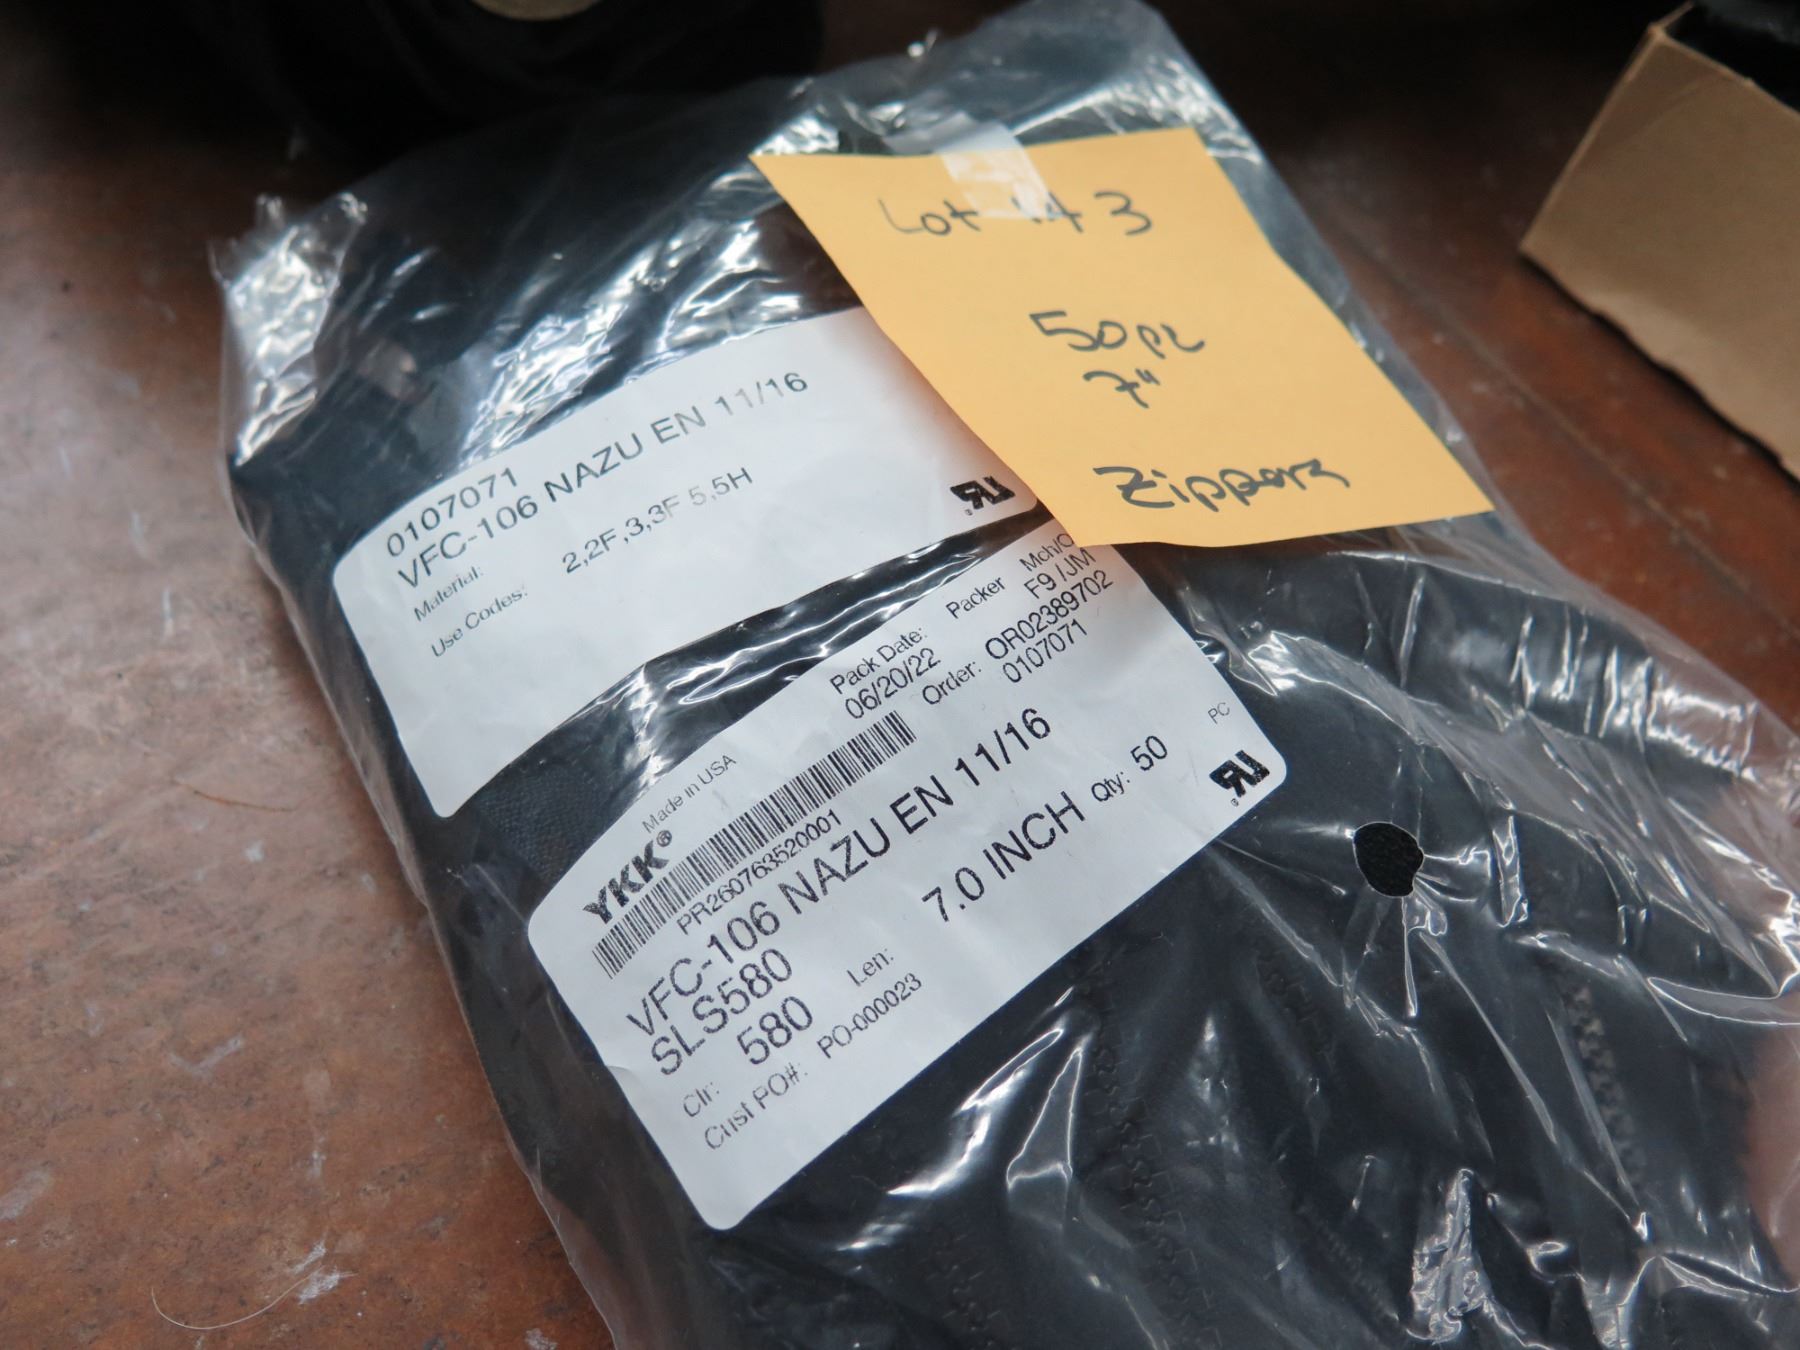 Lot 143
50 pc
7"
Zippers
0107071
VFC-106 NAZU EN 11/16
Material:
Use Codes: 2,2F,3,3F 5,5H
RU
YKK® Made in USA
Pack Date: Packer
06/20/22 F9 /JM
Order: OR02389702
0107071
PR260763520001
VFC-106 NAZU EN 11/16
SLS580
Clr: 580 Len: 7.0 INCH Qty: 50 PC
Cust PO#: PO-000023
RU